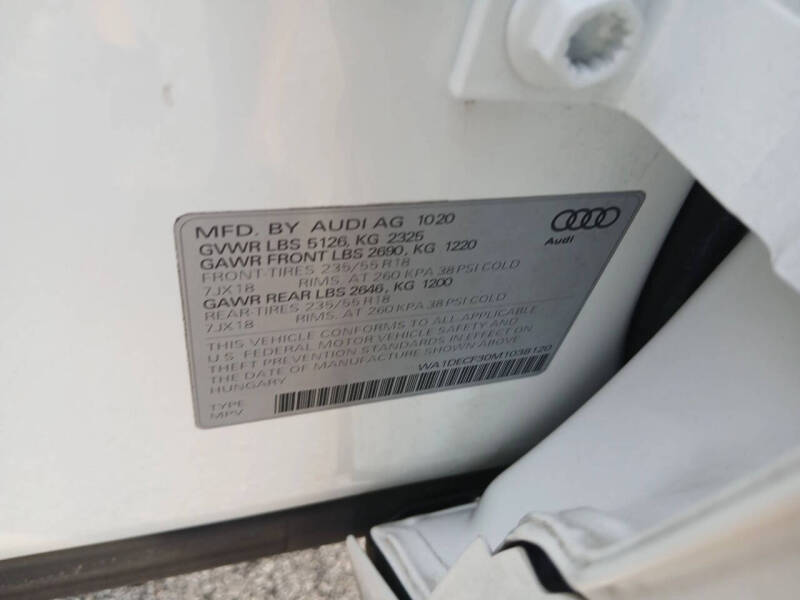 MFD. BY AUDI AG 1020
GVWR LBS 5126, KG 2325
GAWR FRONT LBS 2690, KG 1220
FRONT-TIRES 235/55 R18
7JX18 RIMS. AT 260 KPA 38 PSI COLD
GAWR REAR LBS 2646, KG 1200
REAR-TIRES 235/55 R18
7JX18 RIMS. AT 260 KPA 38 PSI COLD
THIS VEHICLE CONFORMS TO ALL APPLICABLE
U.S. FEDERAL MOTOR VEHICLE SAFETY AND
THEFT PREVENTION STANDARDS IN EFFECT ON
THE DATE OF MANUFACTURE SHOWN ABOVE.
HUNGARY WA1DECF30M1038120
TYPE
MPV
Audi